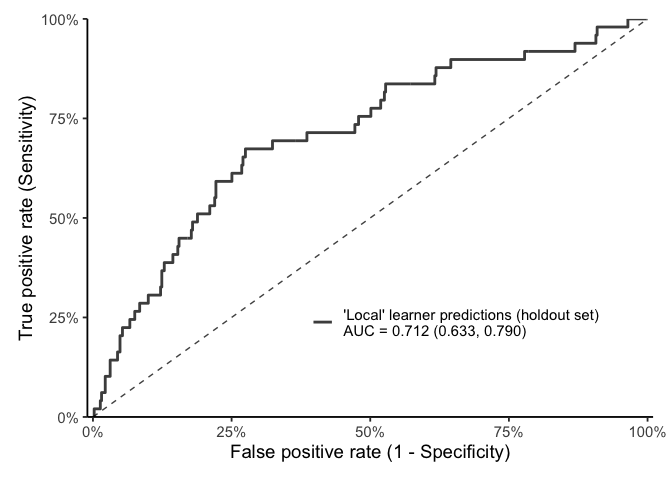 100%
75%
50%
25%
0%
True positive rate (Sensitivity)
'Local' learner predictions (holdout set)
AUC = 0.712 (0.633, 0.790)
0% 25% 50% 75% 100%
False positive rate (1 - Specificity)